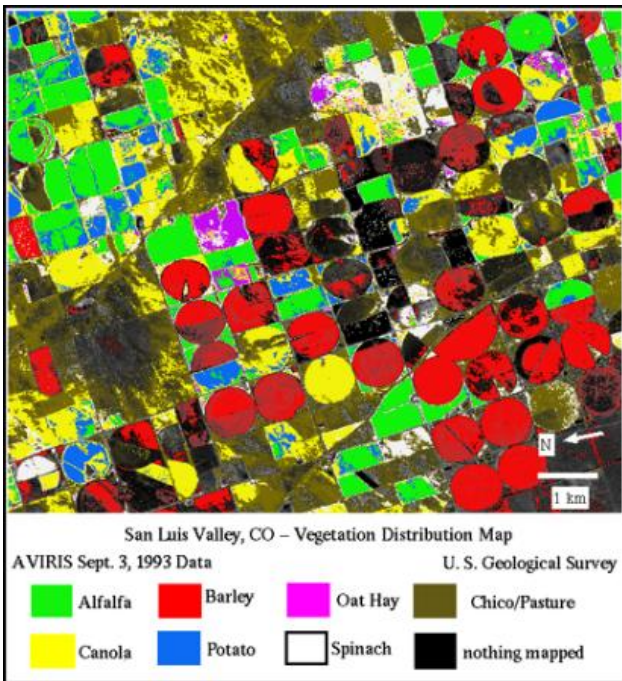 N
1 km
San Luis Valley, CO – Vegetation Distribution Map
AVIRIS Sept. 3, 1993 Data U. S. Geological Survey
Alfalfa Barley Oat Hay Chico/Pasture
Canola Potato Spinach nothing mapped